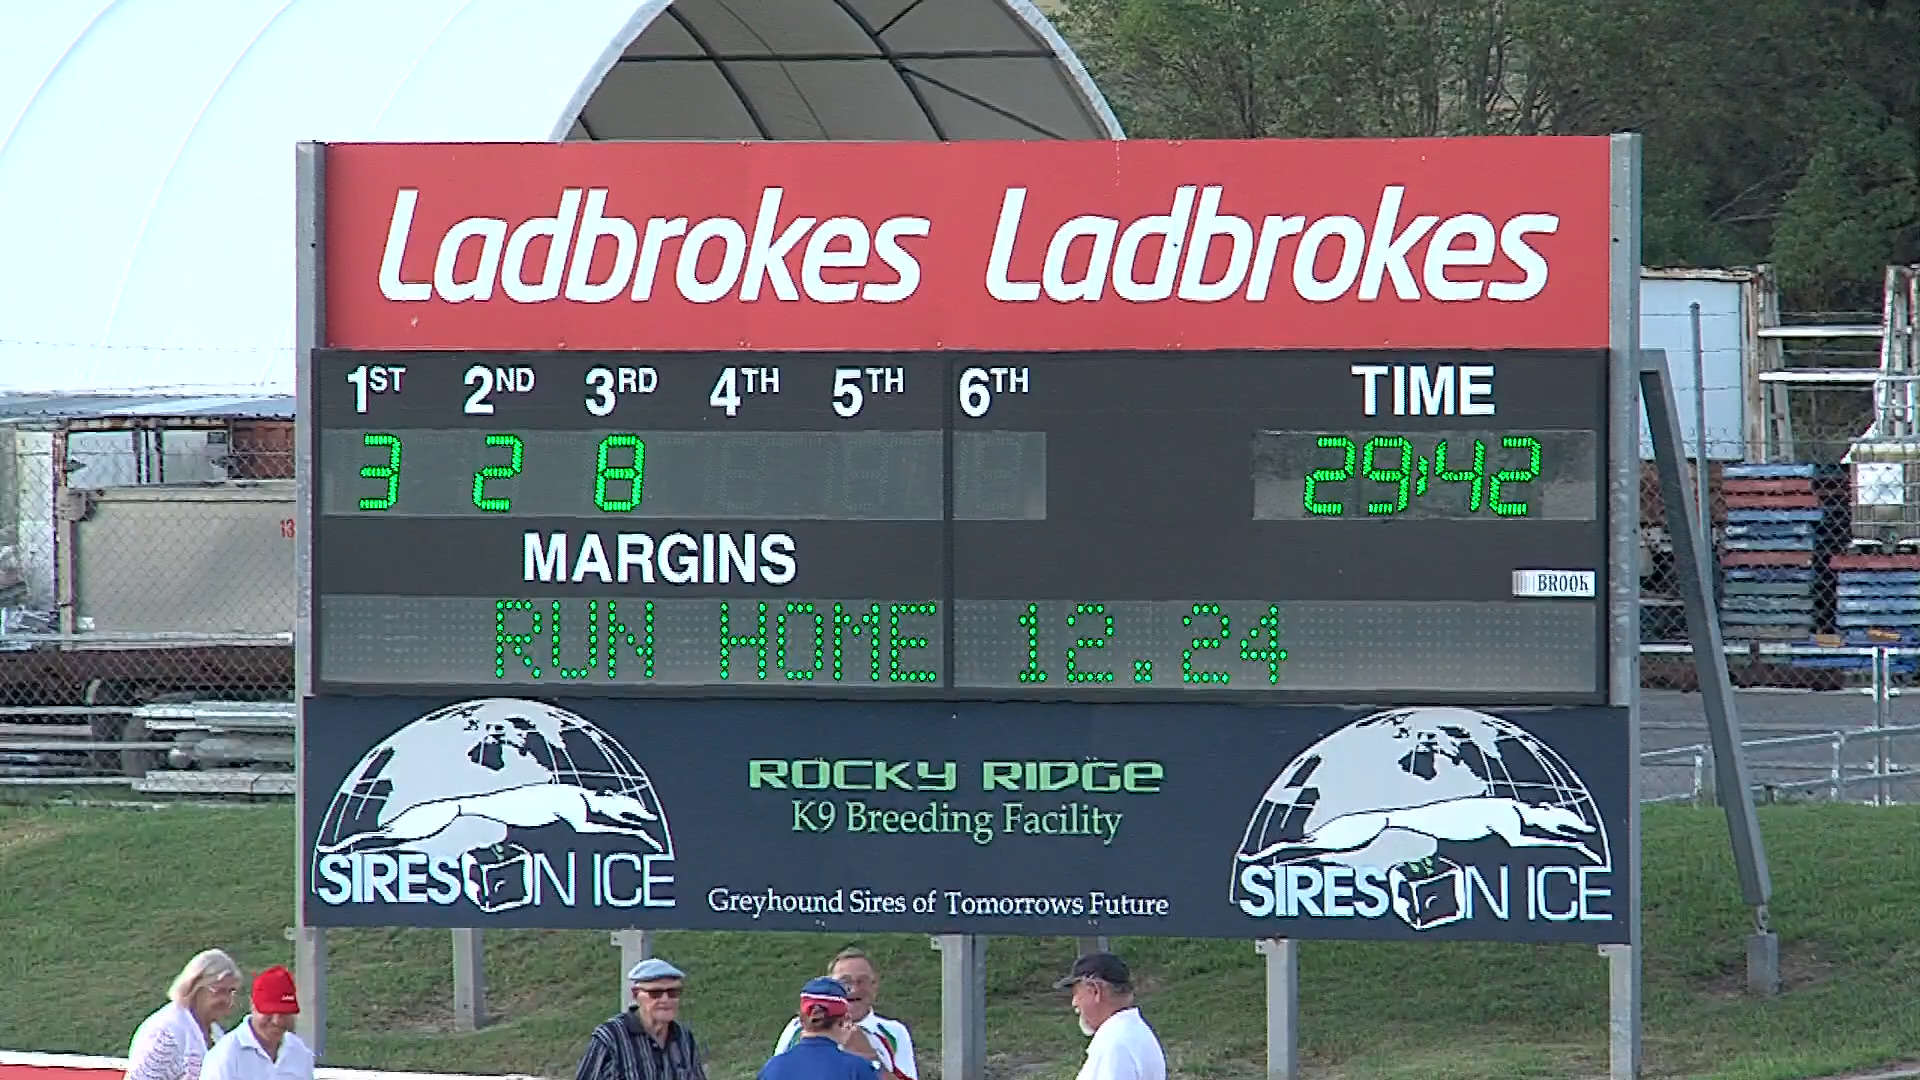 Ladbrokes Ladbrokes
1ST 2ND 3RD 4TH 5TH 6TH TIME
3 2 8 29:42
MARGINS
BROOK
RUN HOME 12.24
ROCKY RIDGE
K9 Breeding Facility
SIRES ON ICE SIRES ON ICE
Greyhound Sires of Tomorrows Future
13